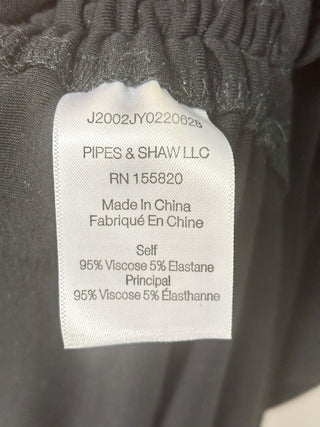 J2002JY0220628
PIPES & SHAW LLC
RN 155820
Made In China
Fabriqué En Chine
Self
95% Viscose 5% Elastane
Principal
95% Viscose 5% Élasthanne